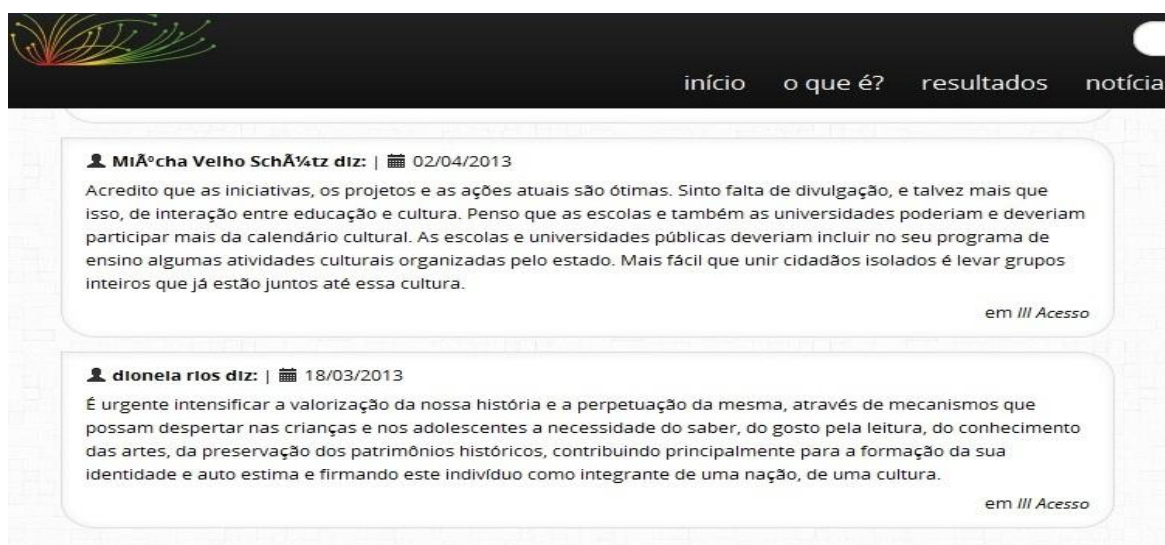 início o que é? resultados notícia
MiÃºcha Velho SchÃ¼tz diz: | 02/04/2013
Acredito que as iniciativas, os projetos e as ações atuais são ótimas. Sinto falta de divulgação, e talvez mais que
isso, de interação entre educação e cultura. Penso que as escolas e também as universidades poderiam e deveriam
participar mais da calendário cultural. As escolas e universidades públicas deveriam incluir no seu programa de
ensino algumas atividades culturais organizadas pelo estado. Mais fácil que unir cidadãos isolados é levar grupos
inteiros que já estão juntos até essa cultura.
em III Acesso
dioneia rios diz: | 18/03/2013
É urgente intensificar a valorização da nossa história e a perpetuação da mesma, através de mecanismos que
possam despertar nas crianças e nos adolescentes a necessidade do saber, do gosto pela leitura, do conhecimento
das artes, da preservação dos patrimônios históricos, contribuindo principalmente para a formação da sua
identidade e auto estima e firmando este indivíduo como integrante de uma nação, de uma cultura.
em III Acesso